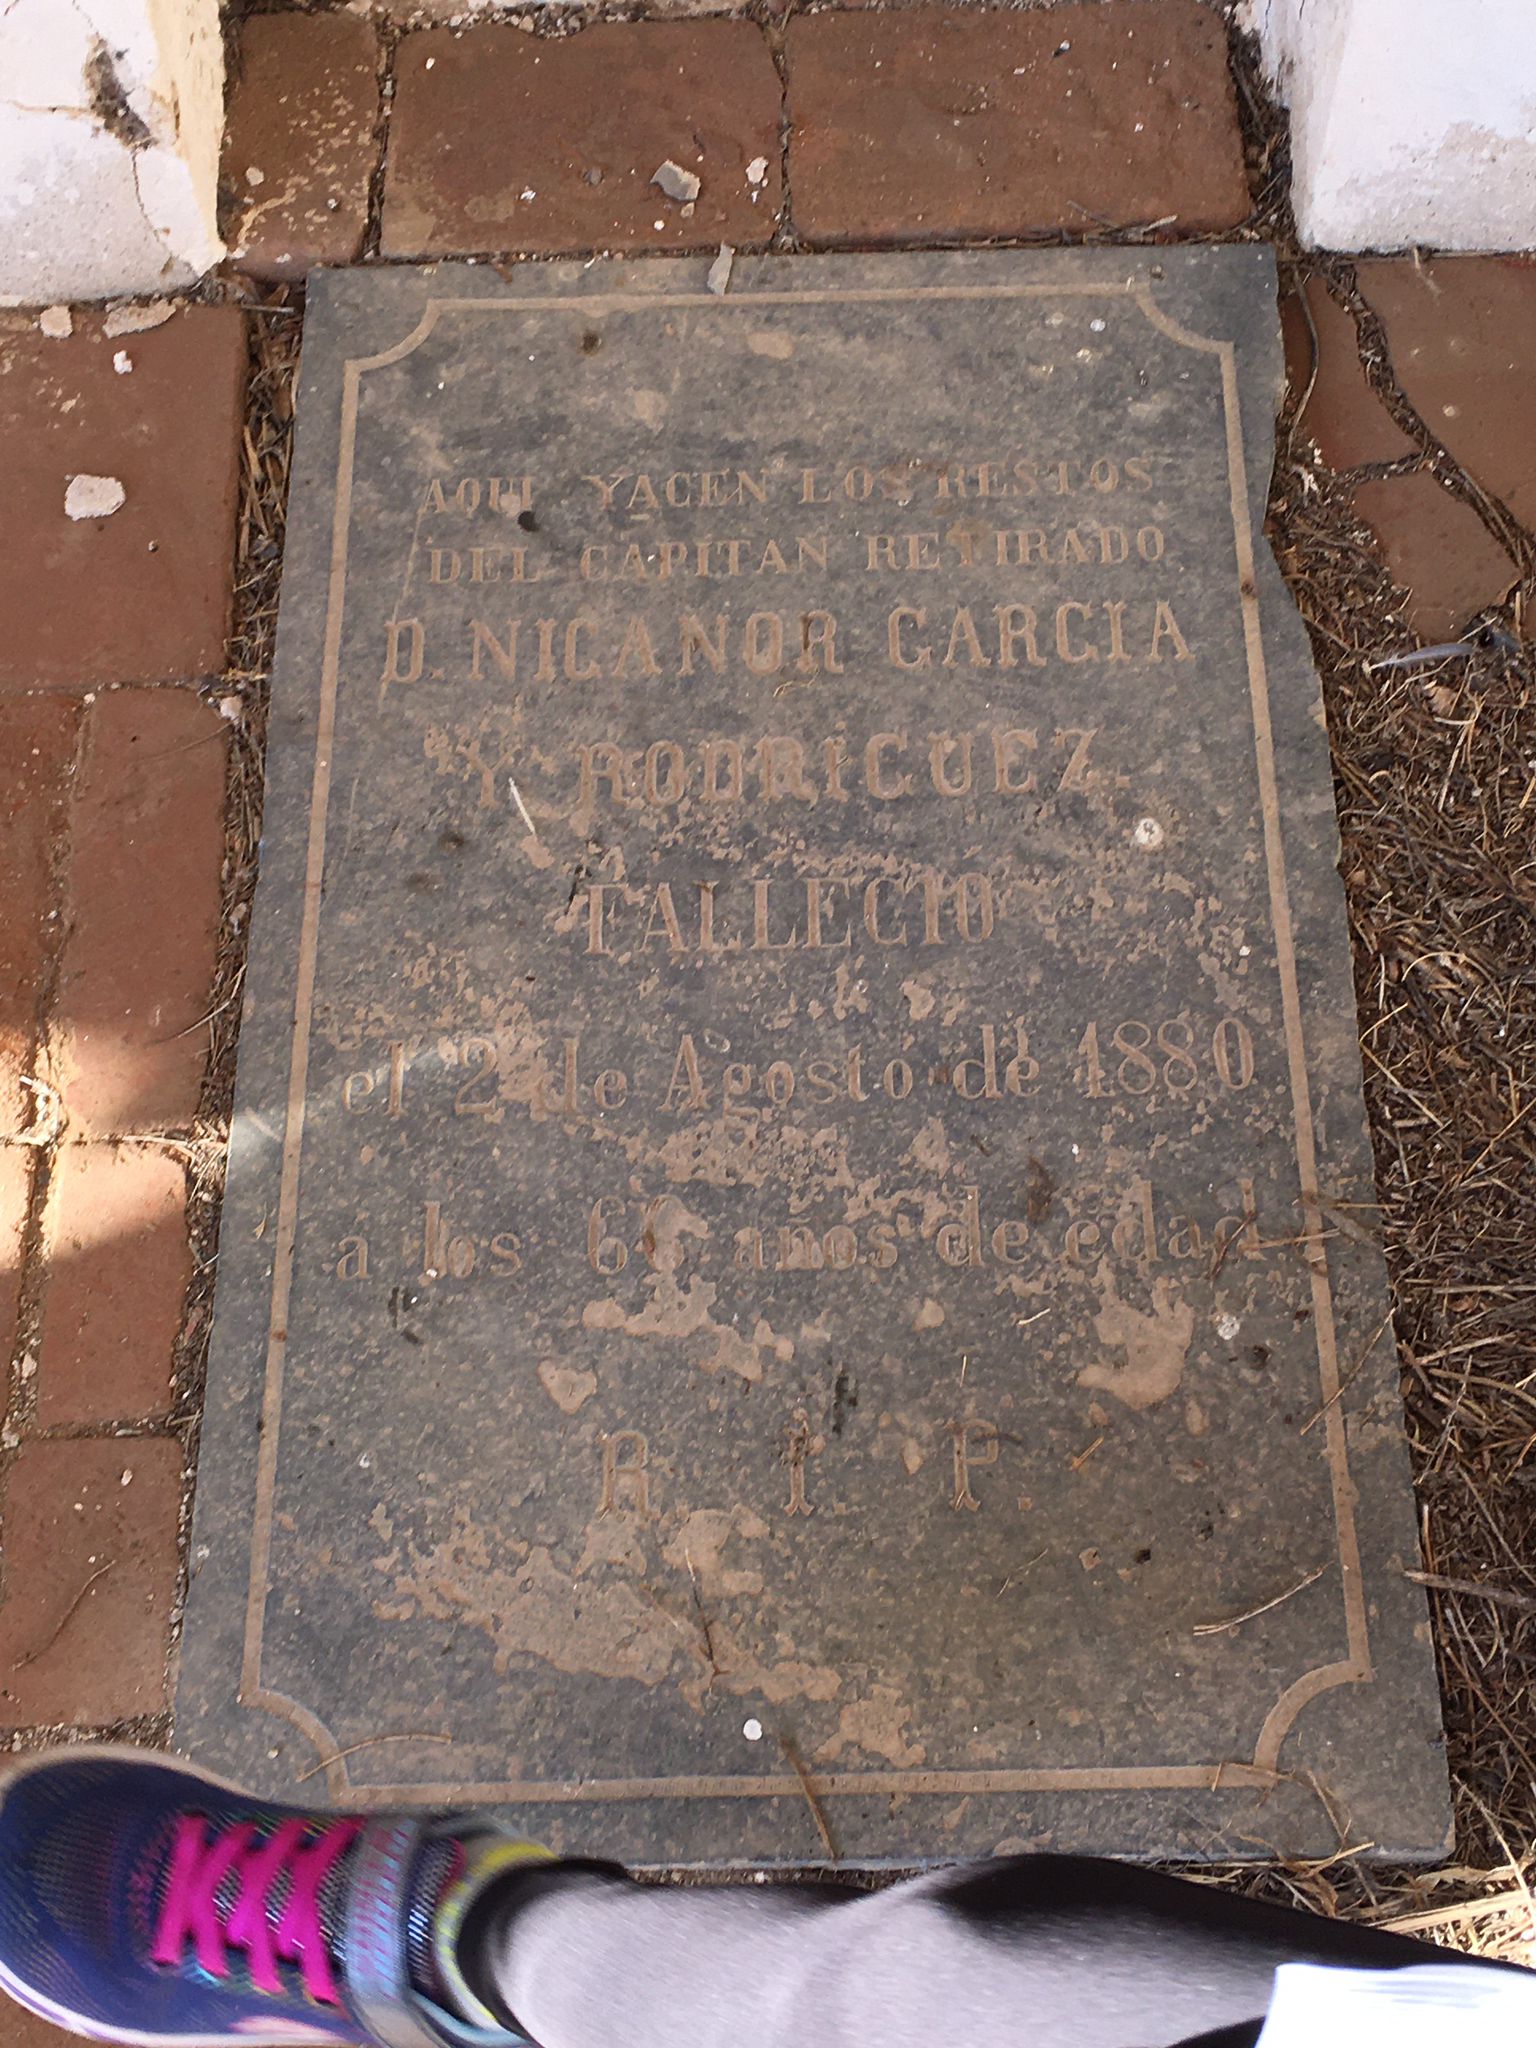 AQUI YACEN LOS RESTOS
DEL CAPITAN RETIRADO
D. NICANOR GARCIA
Y RODRIGUEZ.
FALLECIO
el 2 de Agosto de 1880
a los años de edad.
R. I. P.